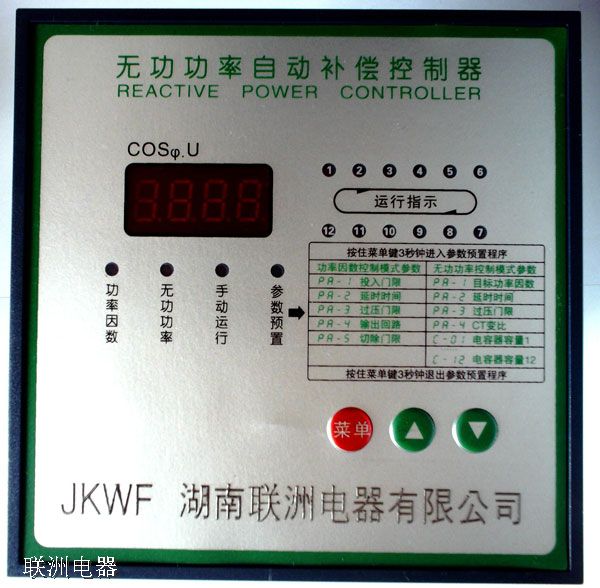 无功功率自动补偿控制器
REACTIVE POWER CONTROLLER
COSφ.U
1 2 3 4 5 6
运行指示
12 11 10 9 8 7
功率因数
无功功率
手动运行
参数预置
按住菜单键3秒钟进入参数预置程序
功率因数控制模式参数 无功功率控制模式参数
PA-1 投入门限 PA-1 目标功率因数
PA-2 延时时间 PA-2 延时时间
PA-3 过压门限 PA-3 过压门限
PA-4 输出回路 PA-4 CT变比
PA-5 切除门限 C-01 电容器容量1
C-12 电容器容量12
按住菜单键3秒钟退出参数预置程序
菜单
JKWF 湖南联洲电器有限公司
联洲电器